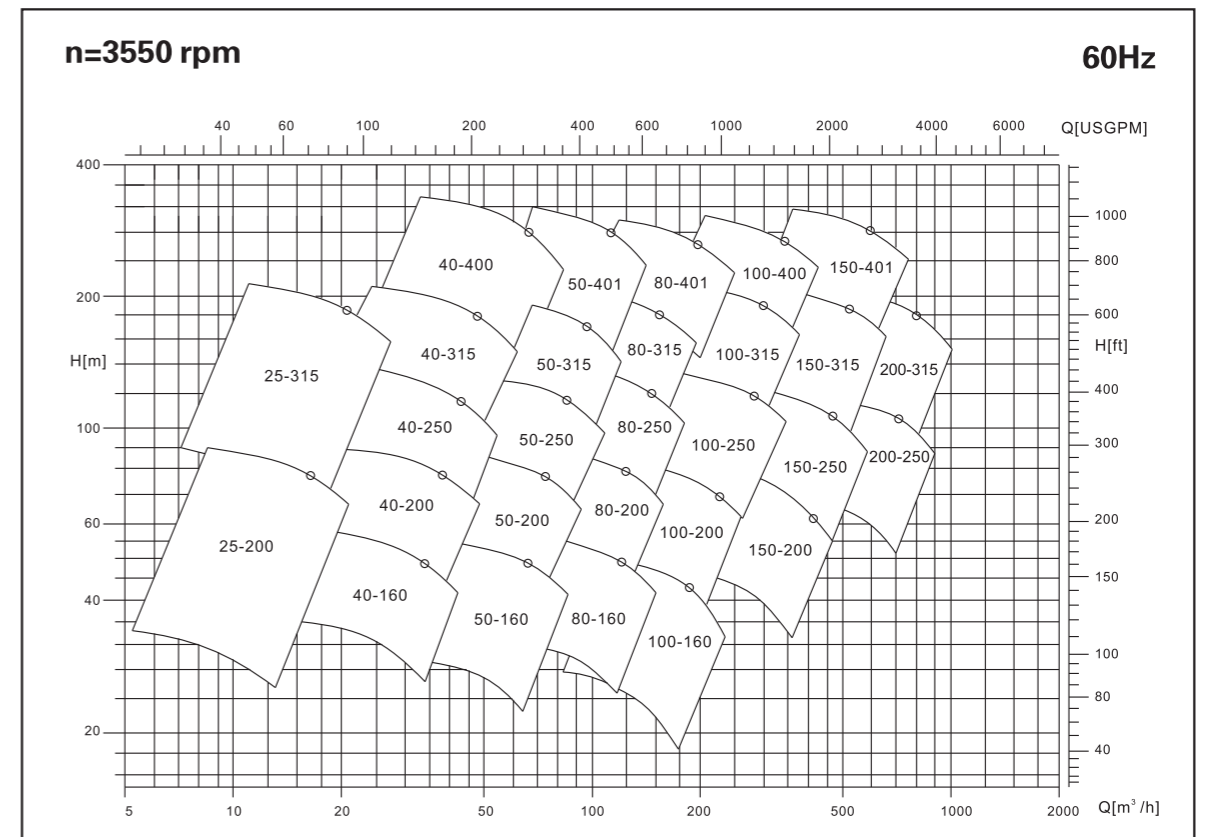 n=3550 rpm 60Hz
40 60 100 200 400 600 1000 2000 4000 6000 Q[USGPM]
400
1000
40-400 50-401 80-401 100-400 150-401 800
200
600
H[m] 25-315 40-315 50-315 80-315 100-315 150-315 200-315 H[ft]
400
100 40-250 50-250 80-250 100-250 150-250 200-250 300
60 25-200 40-200 50-200 80-200 100-200 150-200 200
150
40 40-160 50-160 80-160 100-160
100
80
20
40
5 10 20 50 100 200 500 1000 2000 Q[m³/h]